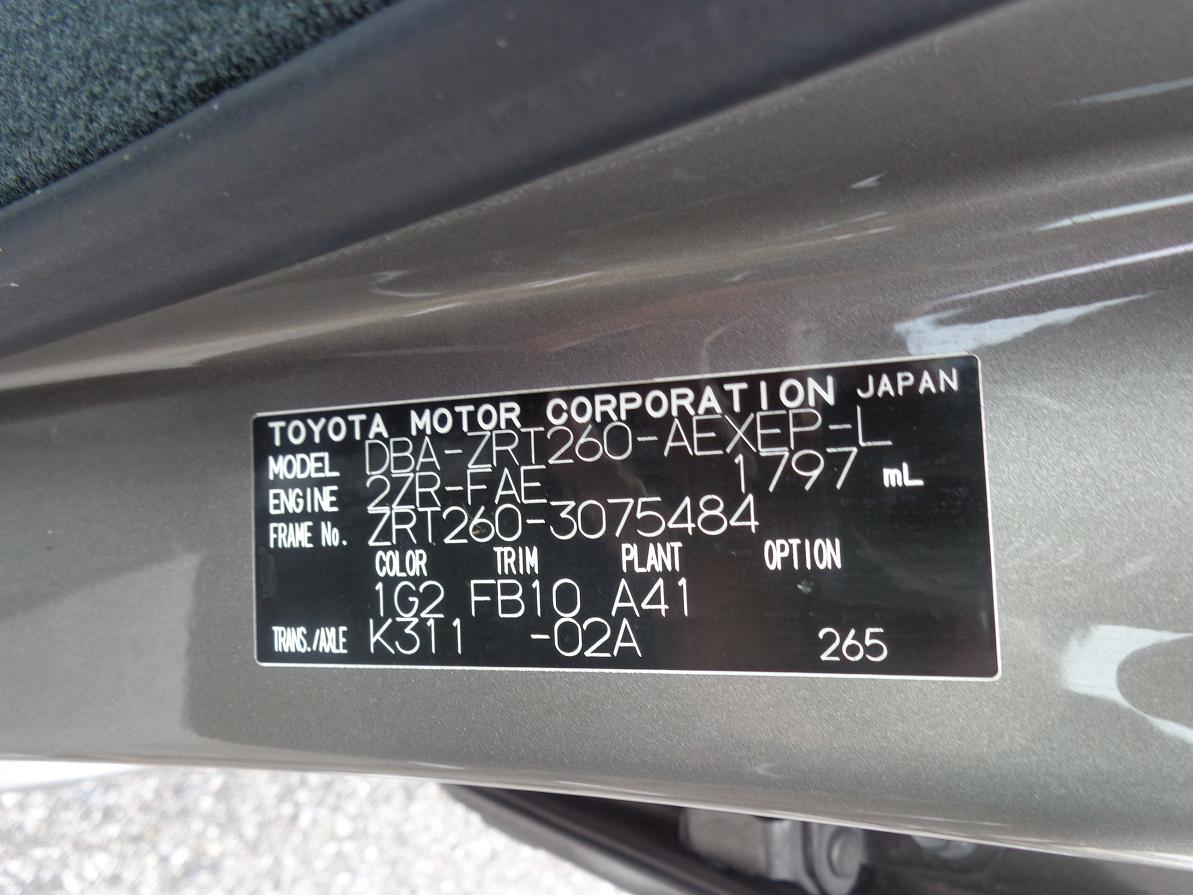 TOYOTA MOTOR CORPORATION JAPAN
MODEL DBA-ZRT260-AEXEP-L
ENGINE 2ZR-FAE 1797 mL
FRAME No. ZRT260-3075484
COLOR TRIM PLANT OPTION
1G2 FB10 A41
TRANS./AXLE K311 -02A 265